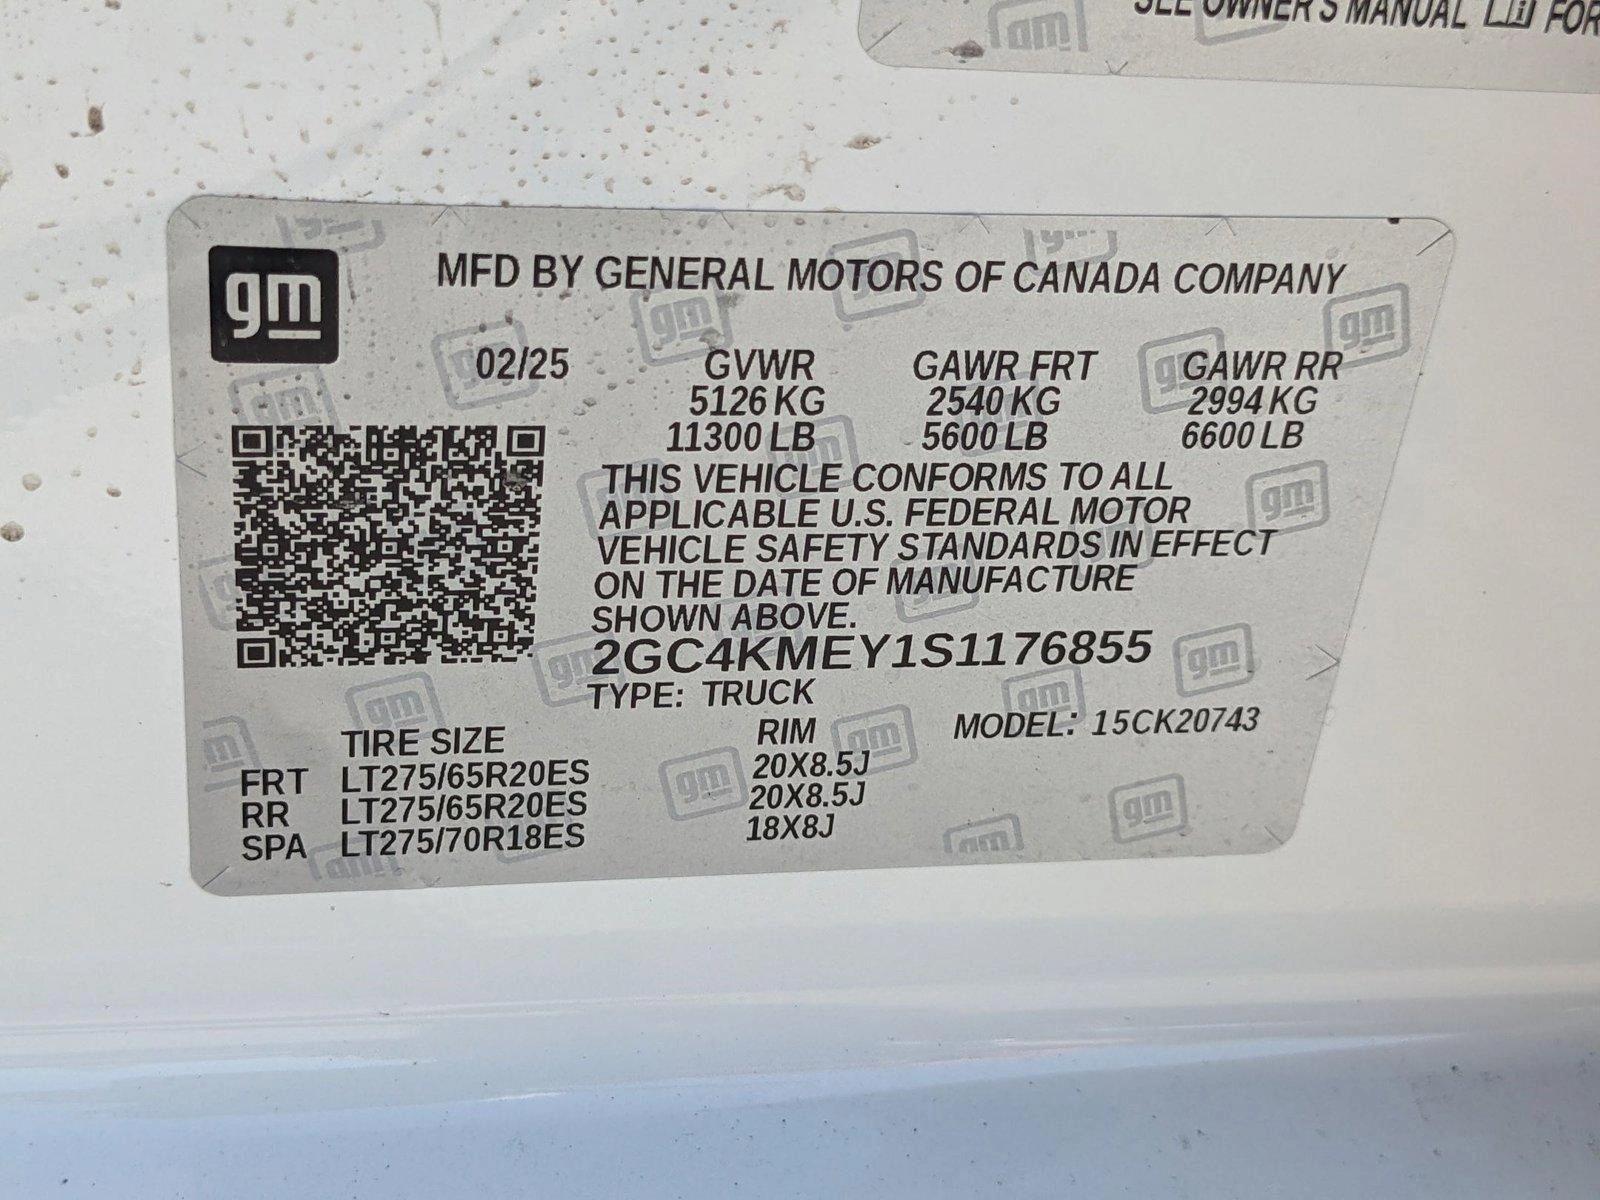 SEE OWNER'S MANUAL FOR
gm
MFD BY GENERAL MOTORS OF CANADA COMPANY
02/25 GVWR GAWR FRT GAWR RR
5126 KG 2540 KG 2994 KG
11300 LB 5600 LB 6600 LB
THIS VEHICLE CONFORMS TO ALL
APPLICABLE U.S. FEDERAL MOTOR
VEHICLE SAFETY STANDARDS IN EFFECT
ON THE DATE OF MANUFACTURE
SHOWN ABOVE.
2GC4KMEY1S1176855
TYPE: TRUCK
TIRE SIZE RIM MODEL: 15CK20743
FRT LT275/65R20ES 20X8.5J
RR LT275/65R20ES 20X8.5J
SPA LT275/70R18ES 18X8J